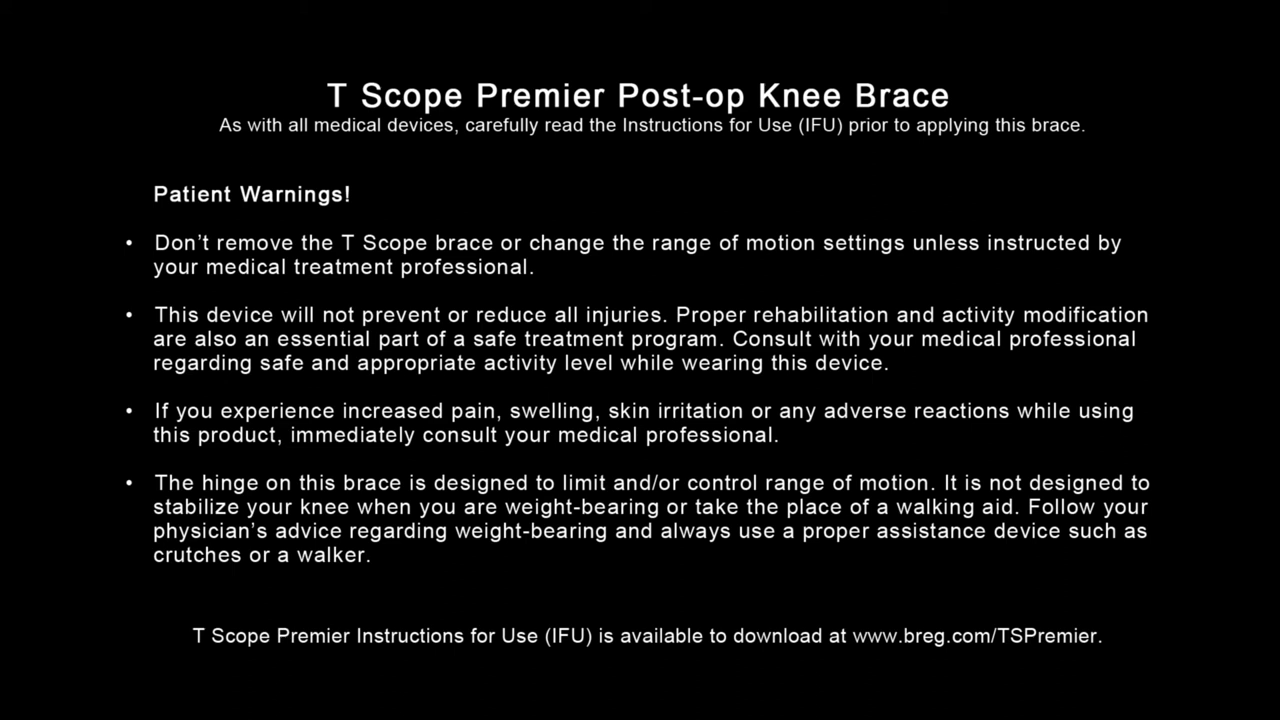 T Scope Premier Post-op Knee Brace
As with all medical devices, carefully read the Instructions for Use (IFU) prior to applying this brace.
Patient Warnings!
• Don’t remove the T Scope brace or change the range of motion settings unless instructed by
your medical treatment professional.
• This device will not prevent or reduce all injuries. Proper rehabilitation and activity modification
are also an essential part of a safe treatment program. Consult with your medical professional
regarding safe and appropriate activity level while wearing this device.
• If you experience increased pain, swelling, skin irritation or any adverse reactions while using
this product, immediately consult your medical professional.
• The hinge on this brace is designed to limit and/or control range of motion. It is not designed to
stabilize your knee when you are weight-bearing or take the place of a walking aid. Follow your
physician’s advice regarding weight-bearing and always use a proper assistance device such as
crutches or a walker.
T Scope Premier Instructions for Use (IFU) is available to download at www.breg.com/TSPremier.